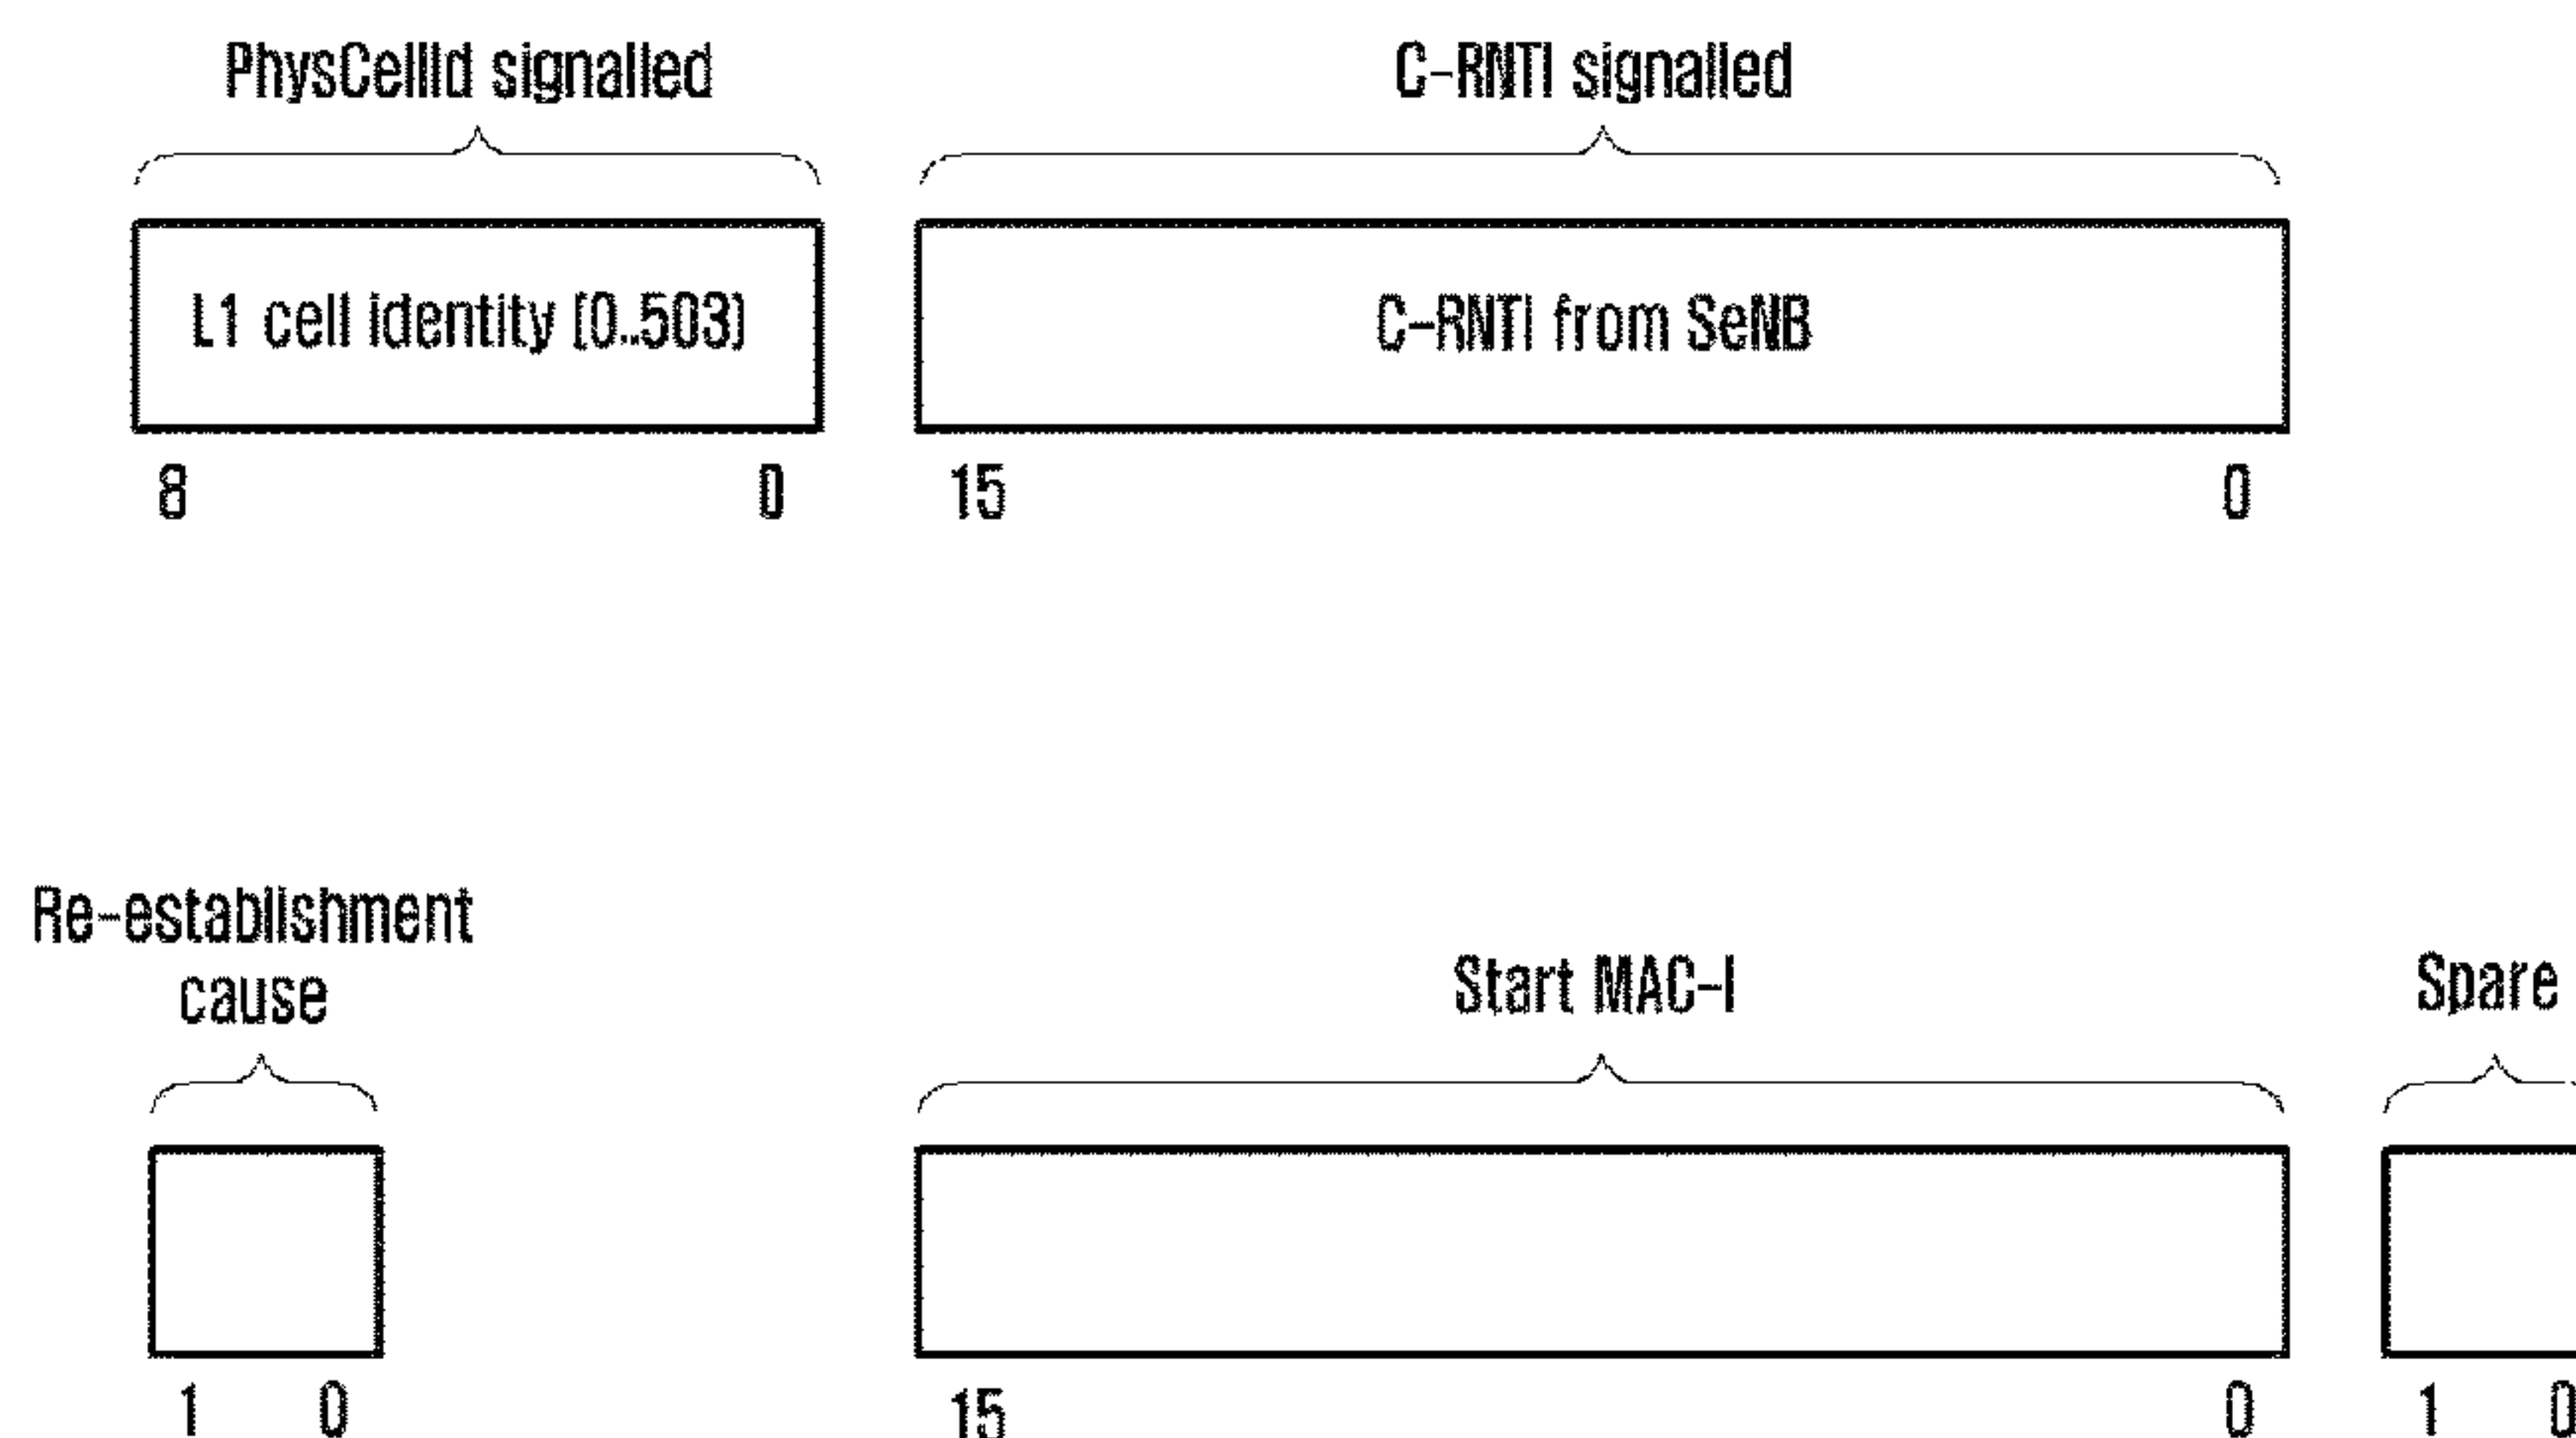 PhysCellId signalled
C-RNTI signalled
L1 cell identity (0..503)
C-RNTI from SeNB
8 0 15 0
Re-establishment
cause
Start MAC-I
Spare
1 0 15 0 1 0